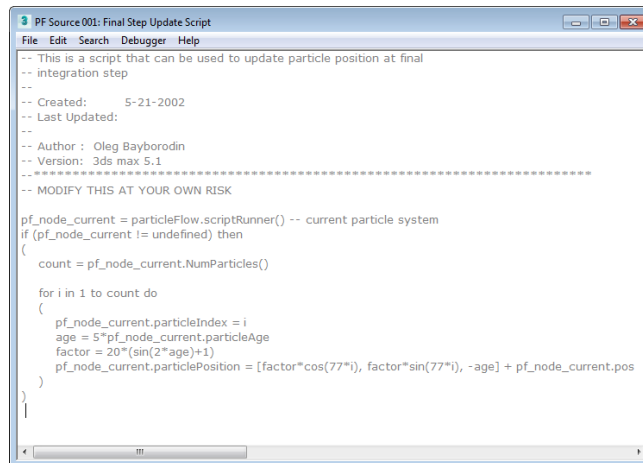 3 PF Source 001: Final Step Update Script
File Edit Search Debugger Help
-- This is a script that can be used to update particle position at final
-- integration step
--
-- Created: 5-21-2002
-- Last Updated:
--
-- Author : Oleg Bayborodin
-- Version: 3ds max 5.1
--***********************************************************************
-- MODIFY THIS AT YOUR OWN RISK
pf_node_current = particleFlow.scriptRunner() -- current particle system
if (pf_node_current != undefined) then
(
count = pf_node_current.NumParticles()
for i in 1 to count do
(
pf_node_current.particleIndex = i
age = 5*pf_node_current.particleAge
factor = 20*(sin(2*age)+1)
pf_node_current.particlePosition = [factor*cos(77*i), factor*sin(77*i), -age] + pf_node_current.pos
)
)